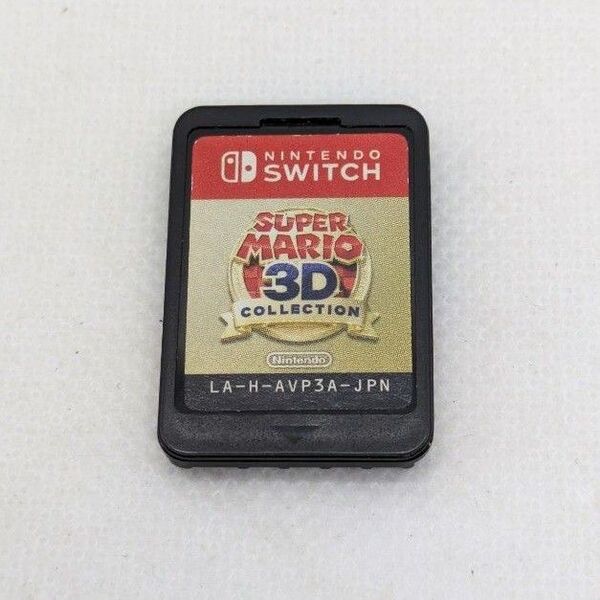 NINTENDO
SWITCH
SUPER
MARIO
3D
COLLECTION
Nintendo
LA-H-AVP3A-JPN